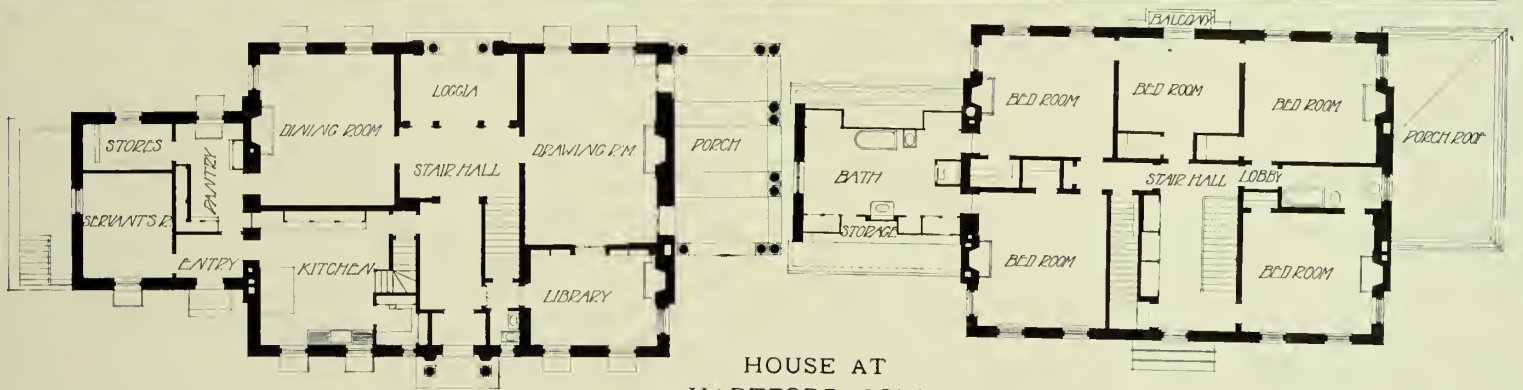 STORES
PANTRY
SERVANT'S R.
ENTRY
DINING ROOM
KITCHEN
LOGGIA
STAIR HALL
DRAWING R'M.
LIBRARY
PORCH
BALCONY
BED ROOM
BED ROOM
BED ROOM
BATH
STORAGE
STAIR HALL
LOBBY
BED ROOM
BED ROOM
PORCH ROOF
HOUSE AT